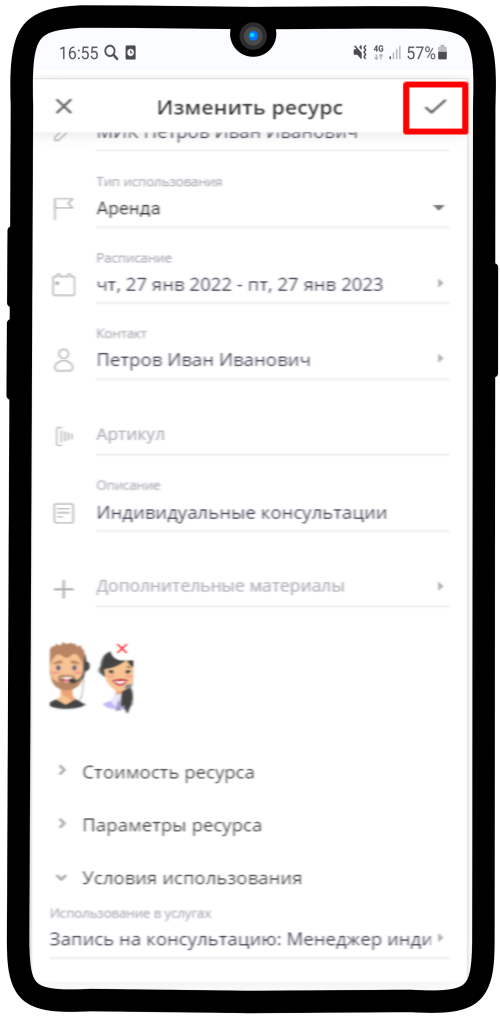 16:55
4G
57%
Изменить ресурс
МИК Петров Иван Иванович
Тип использования
Аренда
Расписание
чт, 27 янв 2022 - пт, 27 янв 2023
Контакт
Петров Иван Иванович
Артикул
Описание
Индивидуальные консультации
Дополнительные материалы
Стоимость ресурса
Параметры ресурса
Условия использования
Использование в услугах
Запись на консультацию: Менеджер инди